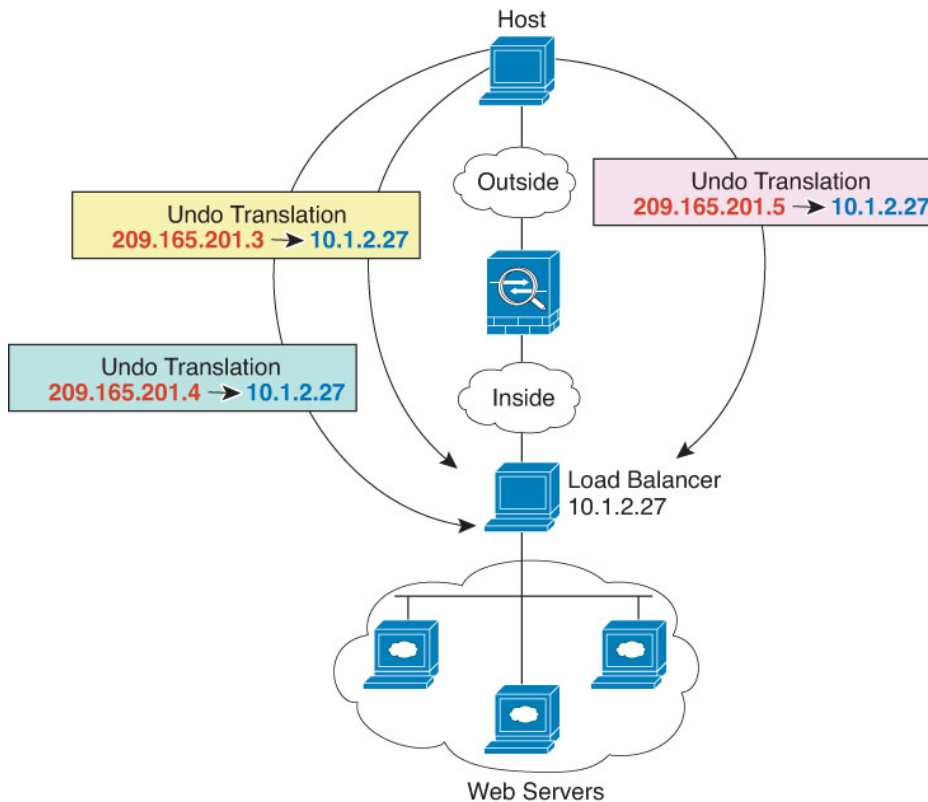 Host
Outside
Undo Translation
209.165.201.3 → 10.1.2.27
Undo Translation
209.165.201.5 → 10.1.2.27
Undo Translation
209.165.201.4 → 10.1.2.27
Inside
Load Balancer
10.1.2.27
Web Servers